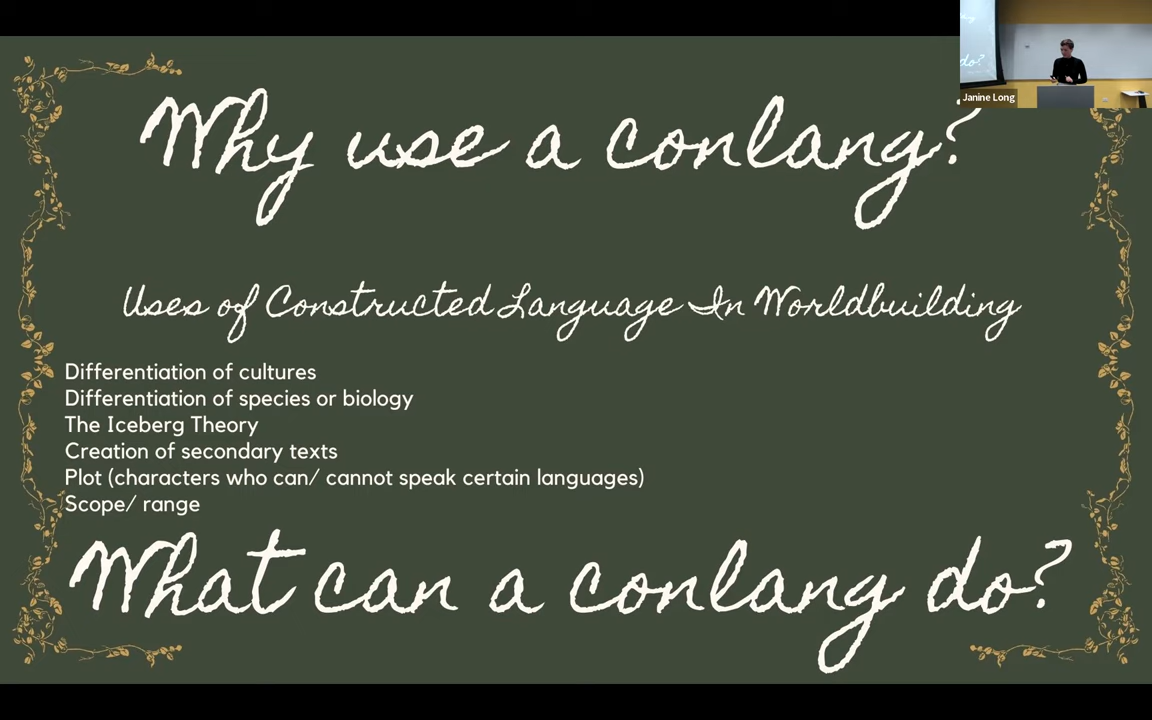 Why use a conlang?
Janine Long
Uses of Constructed Language In Worldbuilding
Differentiation of cultures
Differentiation of species or biology
The Iceberg Theory
Creation of secondary texts
Plot (characters who can/ cannot speak certain languages)
Scope/ range
What can a conlang do?